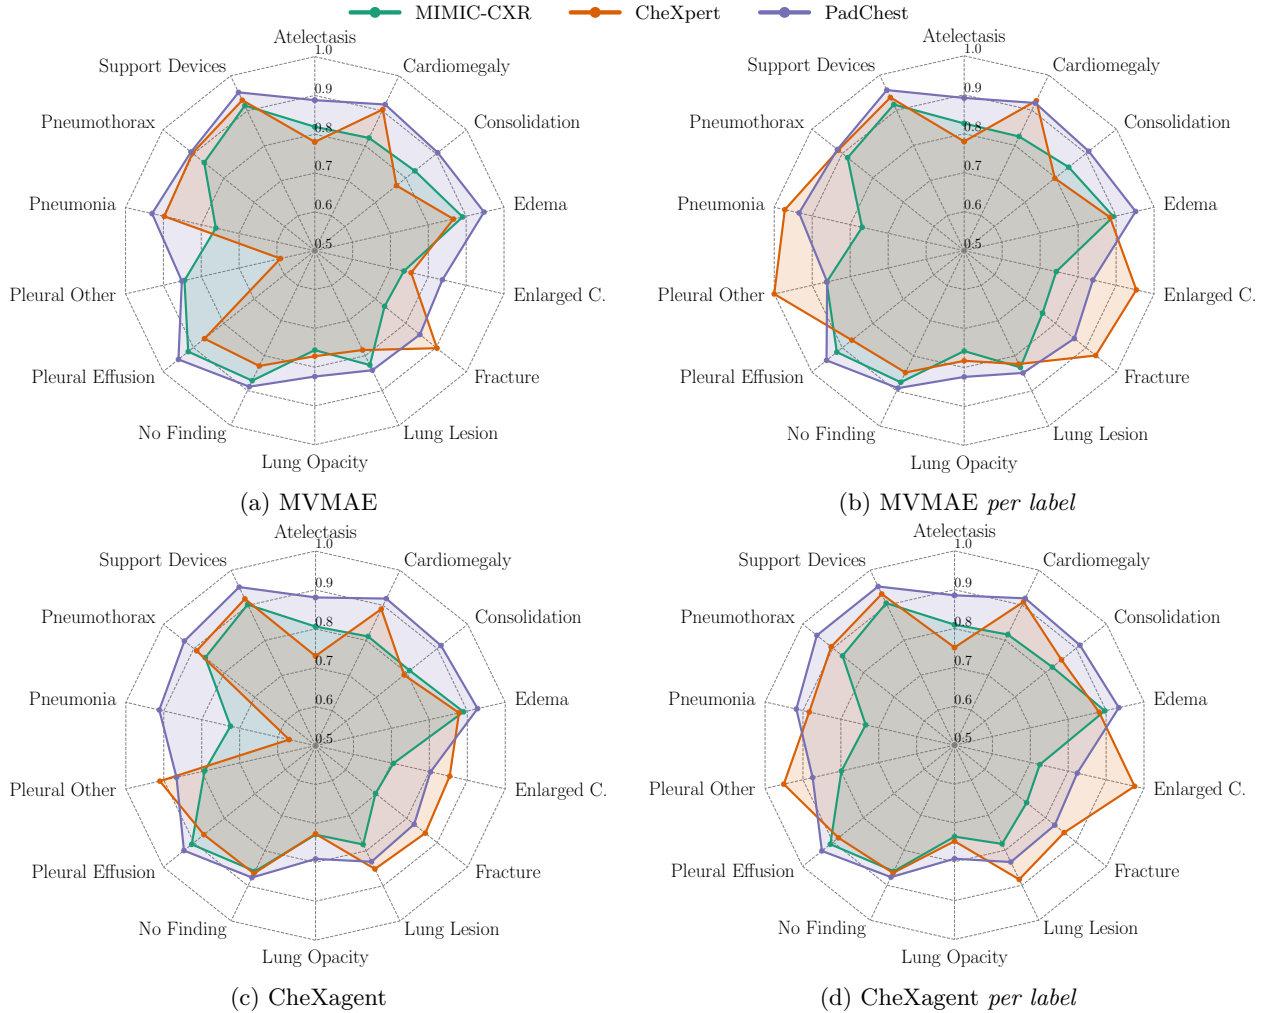 MIMIC-CXR CheXpert PadChest
Atelectasis
Cardiomegaly
Consolidation
Edema
Enlarged C.
Fracture
Lung Lesion
Lung Opacity
No Finding
Pleural Effusion
Pleural Other
Pneumonia
Pneumothorax
Support Devices
1.0
0.9
0.8
0.7
0.6
0.5
(a) MVMAE
Atelectasis
Cardiomegaly
Consolidation
Edema
Enlarged C.
Fracture
Lung Lesion
Lung Opacity
No Finding
Pleural Effusion
Pleural Other
Pneumonia
Pneumothorax
Support Devices
1.0
0.9
0.8
0.7
0.6
0.5
(b) MVMAE per label
Atelectasis
Cardiomegaly
Consolidation
Edema
Enlarged C.
Fracture
Lung Lesion
Lung Opacity
No Finding
Pleural Effusion
Pleural Other
Pneumonia
Pneumothorax
Support Devices
1.0
0.9
0.8
0.7
0.6
0.5
(c) CheXagent
Atelectasis
Cardiomegaly
Consolidation
Edema
Enlarged C.
Fracture
Lung Lesion
Lung Opacity
No Finding
Pleural Effusion
Pleural Other
Pneumonia
Pneumothorax
Support Devices
1.0
0.9
0.8
0.7
0.6
0.5
(d) CheXagent per label